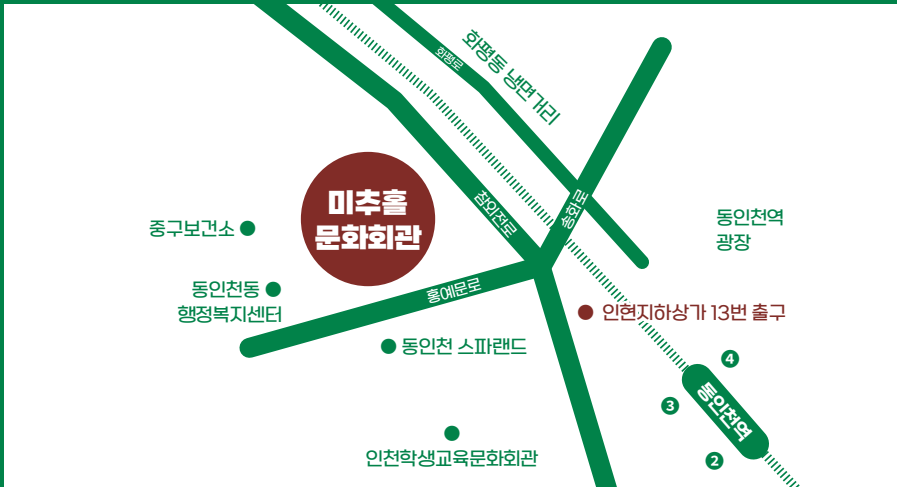 화평로
화평동 냉면거리
미추홀
문화회관
참외전로
송화로
중구보건소
동인천역
광장
동인천동
행정복지센터
홍예문로
인현지하상가 13번 출구
동인천 스파랜드
4
동인천역
3
2
인천학생교육문화회관